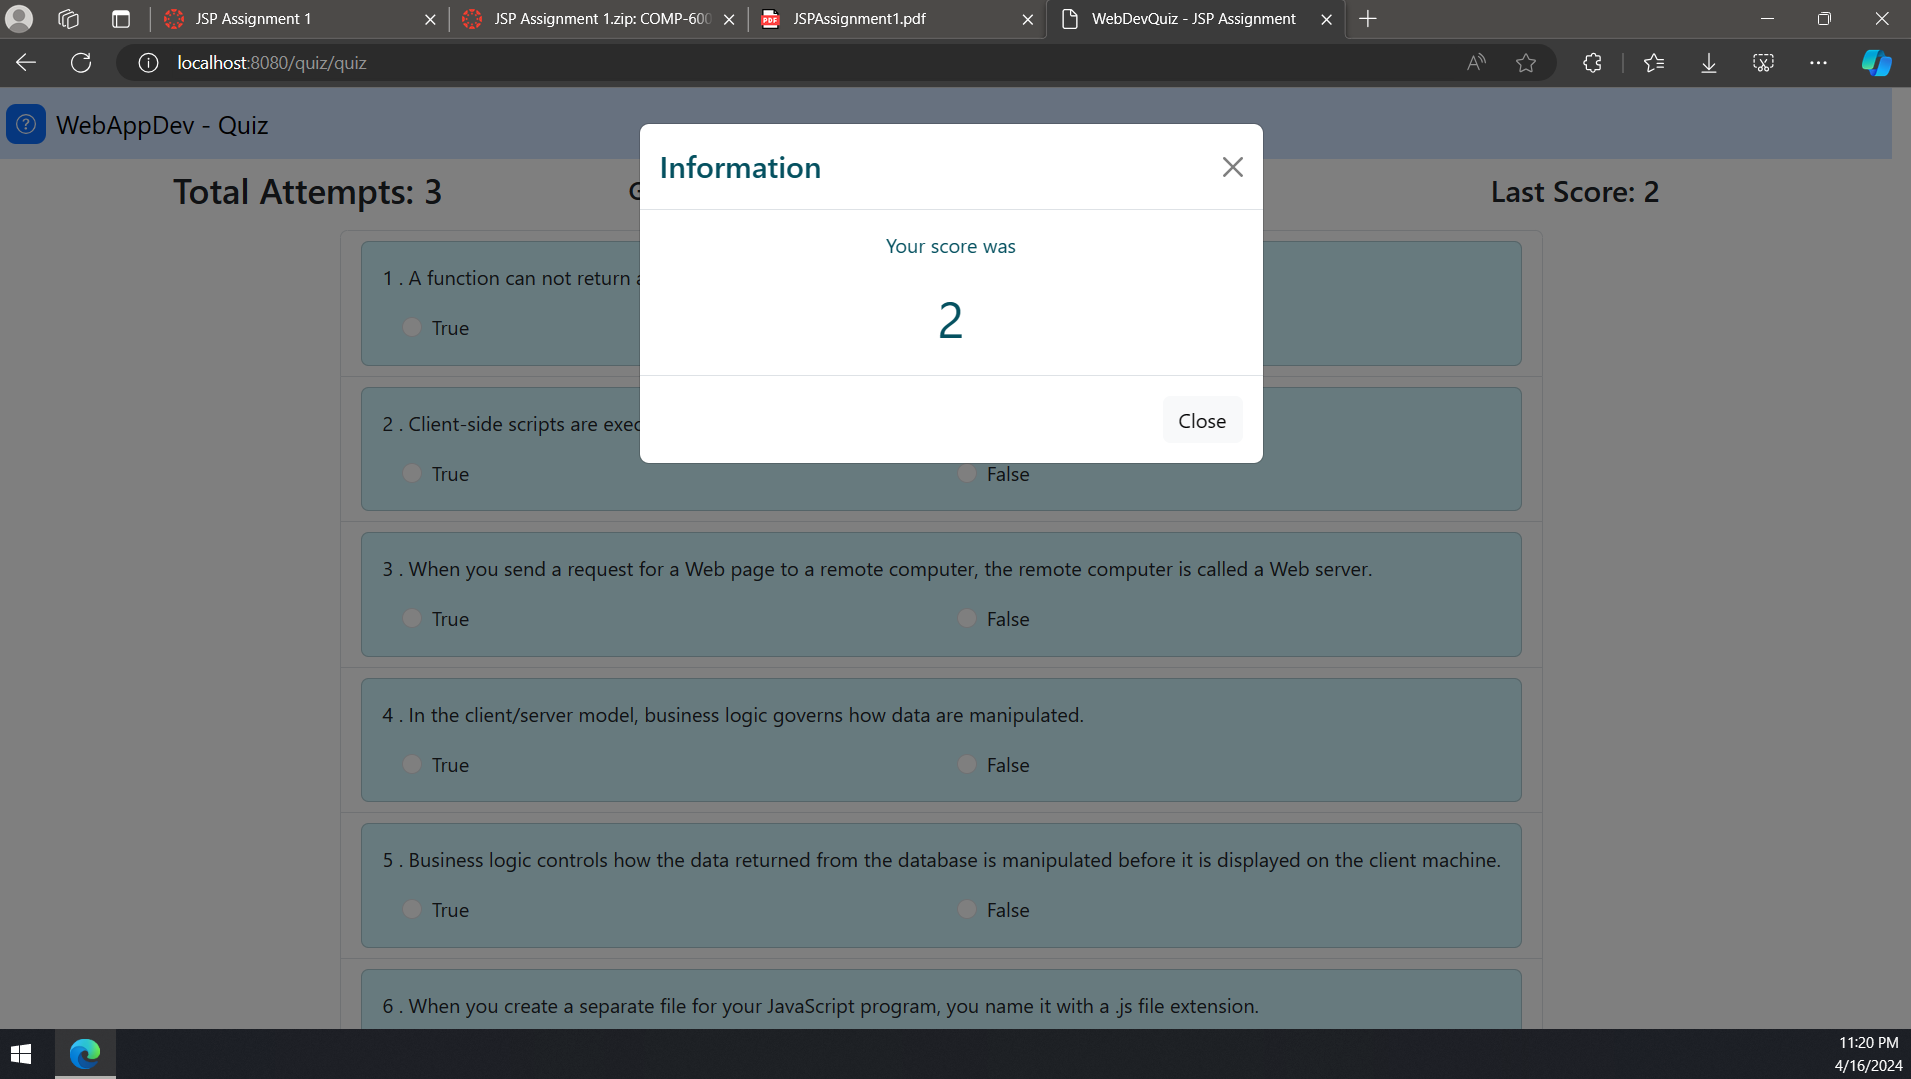 JSP Assignment 1
JSP Assignment 1.zip: COMP-600
PDF JSPAssignment1.pdf
WebDevQuiz - JSP Assignment
localhost:8080/quiz/quiz
WebAppDev - Quiz
Total Attempts: 3
Last Score: 2
Information
Your score was
2
Close
1 . A function can not return
True
2 . Client-side scripts are exec
True
False
3 . When you send a request for a Web page to a remote computer, the remote computer is called a Web server.
True
False
4 . In the client/server model, business logic governs how data are manipulated.
True
False
5 . Business logic controls how the data returned from the database is manipulated before it is displayed on the client machine.
True
False
6 . When you create a separate file for your JavaScript program, you name it with a .js file extension.
11:20 PM
4/16/2024